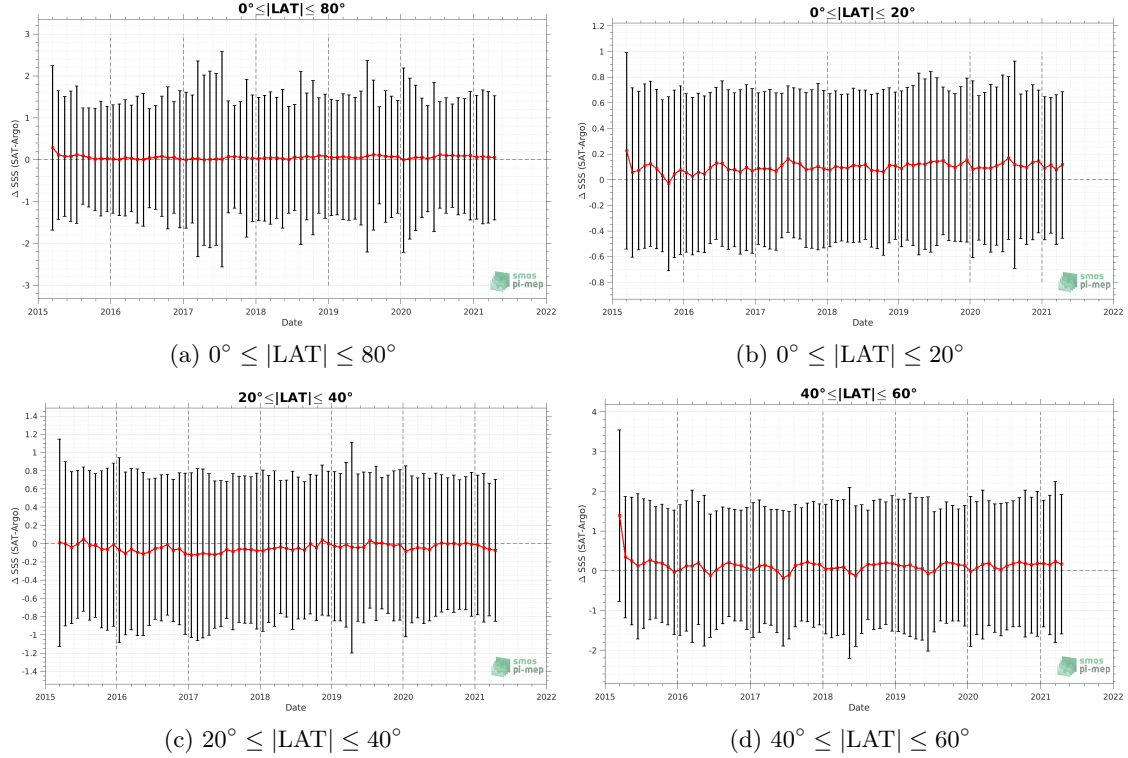 0°≤|LAT|≤ 80°
Δ SSS (SAT-Argo)
3
2
1
0
-1
-2
-3
2015 2016 2017 2018 2019 2020 2021 2022
Date
smos
pi-mep
(a) 0° ≤ |LAT| ≤ 80°
0°≤|LAT|≤ 20°
Δ SSS (SAT-Argo)
1.2
1
0.8
0.6
0.4
0.2
0
-0.2
-0.4
-0.6
-0.8
2015 2016 2017 2018 2019 2020 2021 2022
Date
smos
pi-mep
(b) 0° ≤ |LAT| ≤ 20°
20°≤|LAT|≤ 40°
Δ SSS (SAT-Argo)
1.4
1.2
1
0.8
0.6
0.4
0.2
0
-0.2
-0.4
-0.6
-0.8
-1
-1.2
-1.4
2015 2016 2017 2018 2019 2020 2021 2022
Date
smos
pi-mep
(c) 20° ≤ |LAT| ≤ 40°
40°≤|LAT|≤ 60°
Δ SSS (SAT-Argo)
4
3
2
1
0
-1
-2
2015 2016 2017 2018 2019 2020 2021 2022
Date
smos
pi-mep
(d) 40° ≤ |LAT| ≤ 60°